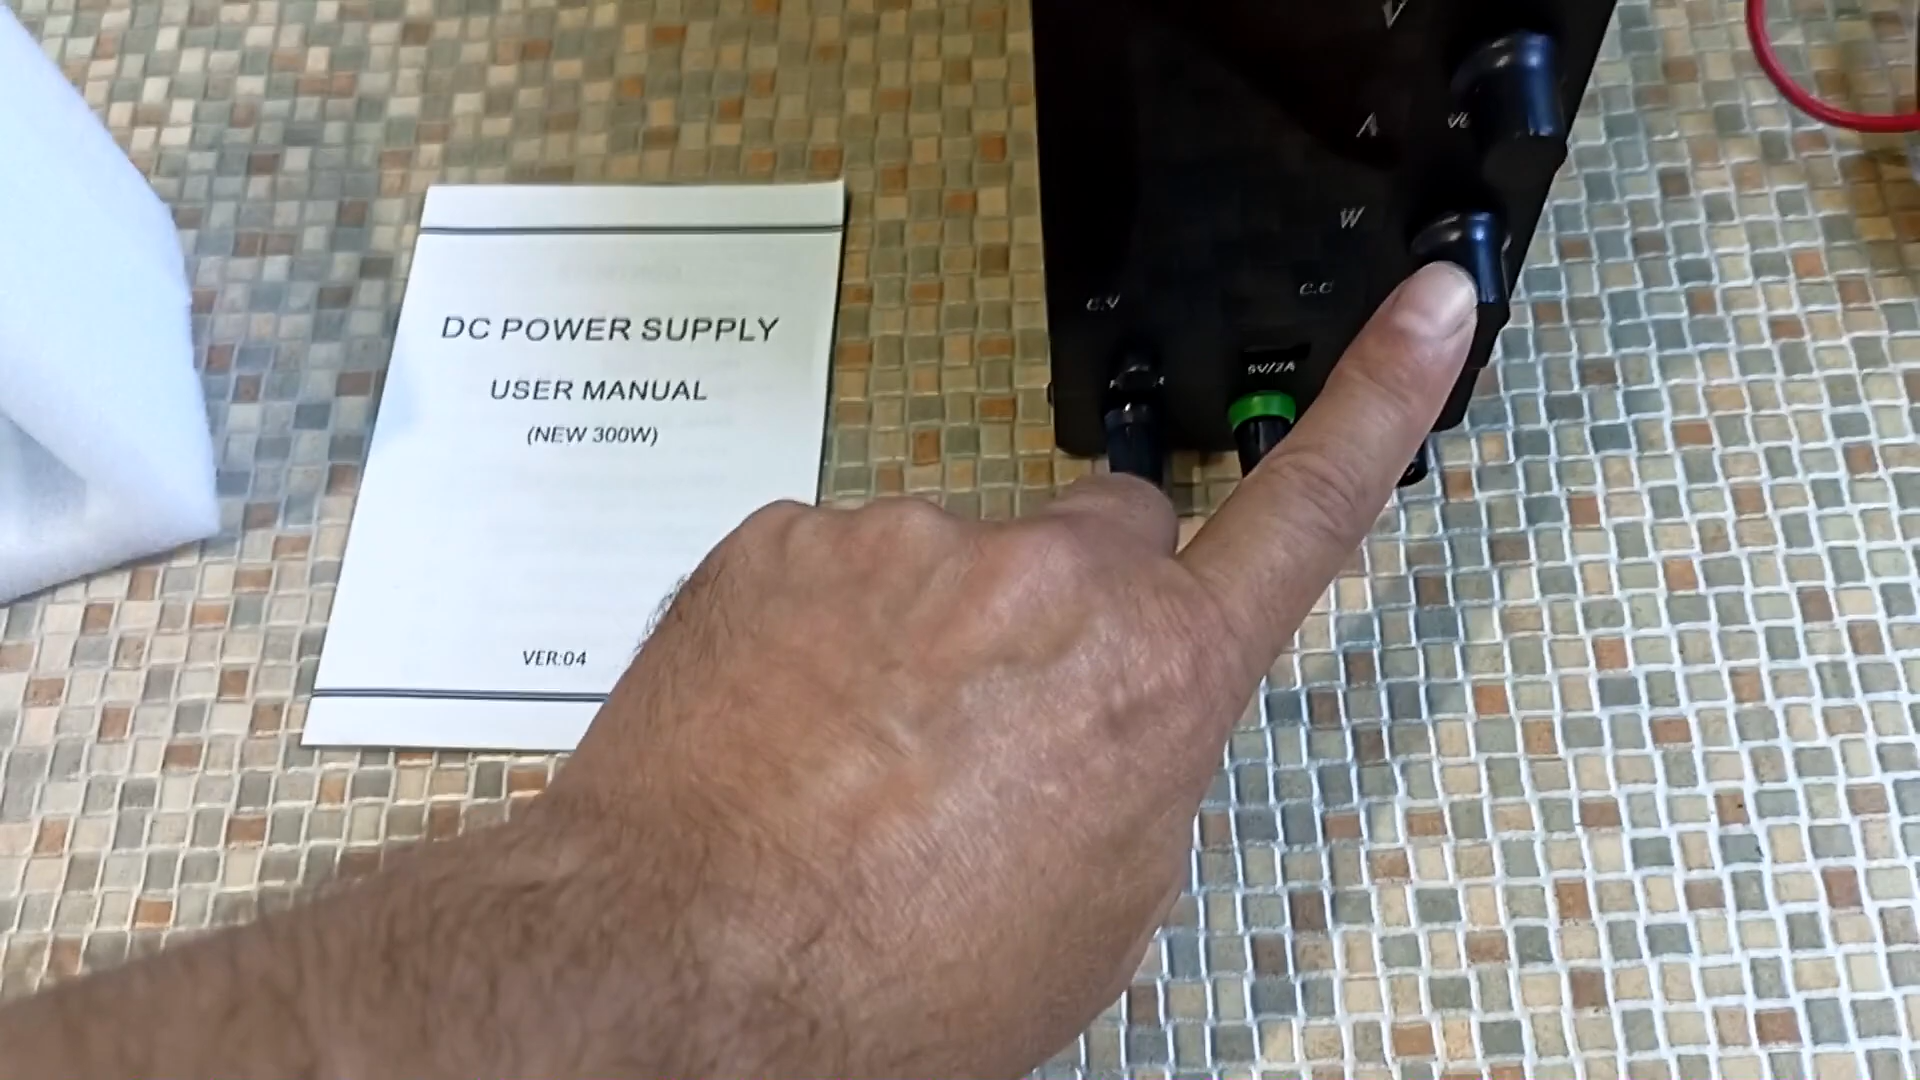 DC POWER SUPPLY
USER MANUAL
(NEW 300W)
VER:04
V
A
W
C.V
C.C
5V/2A